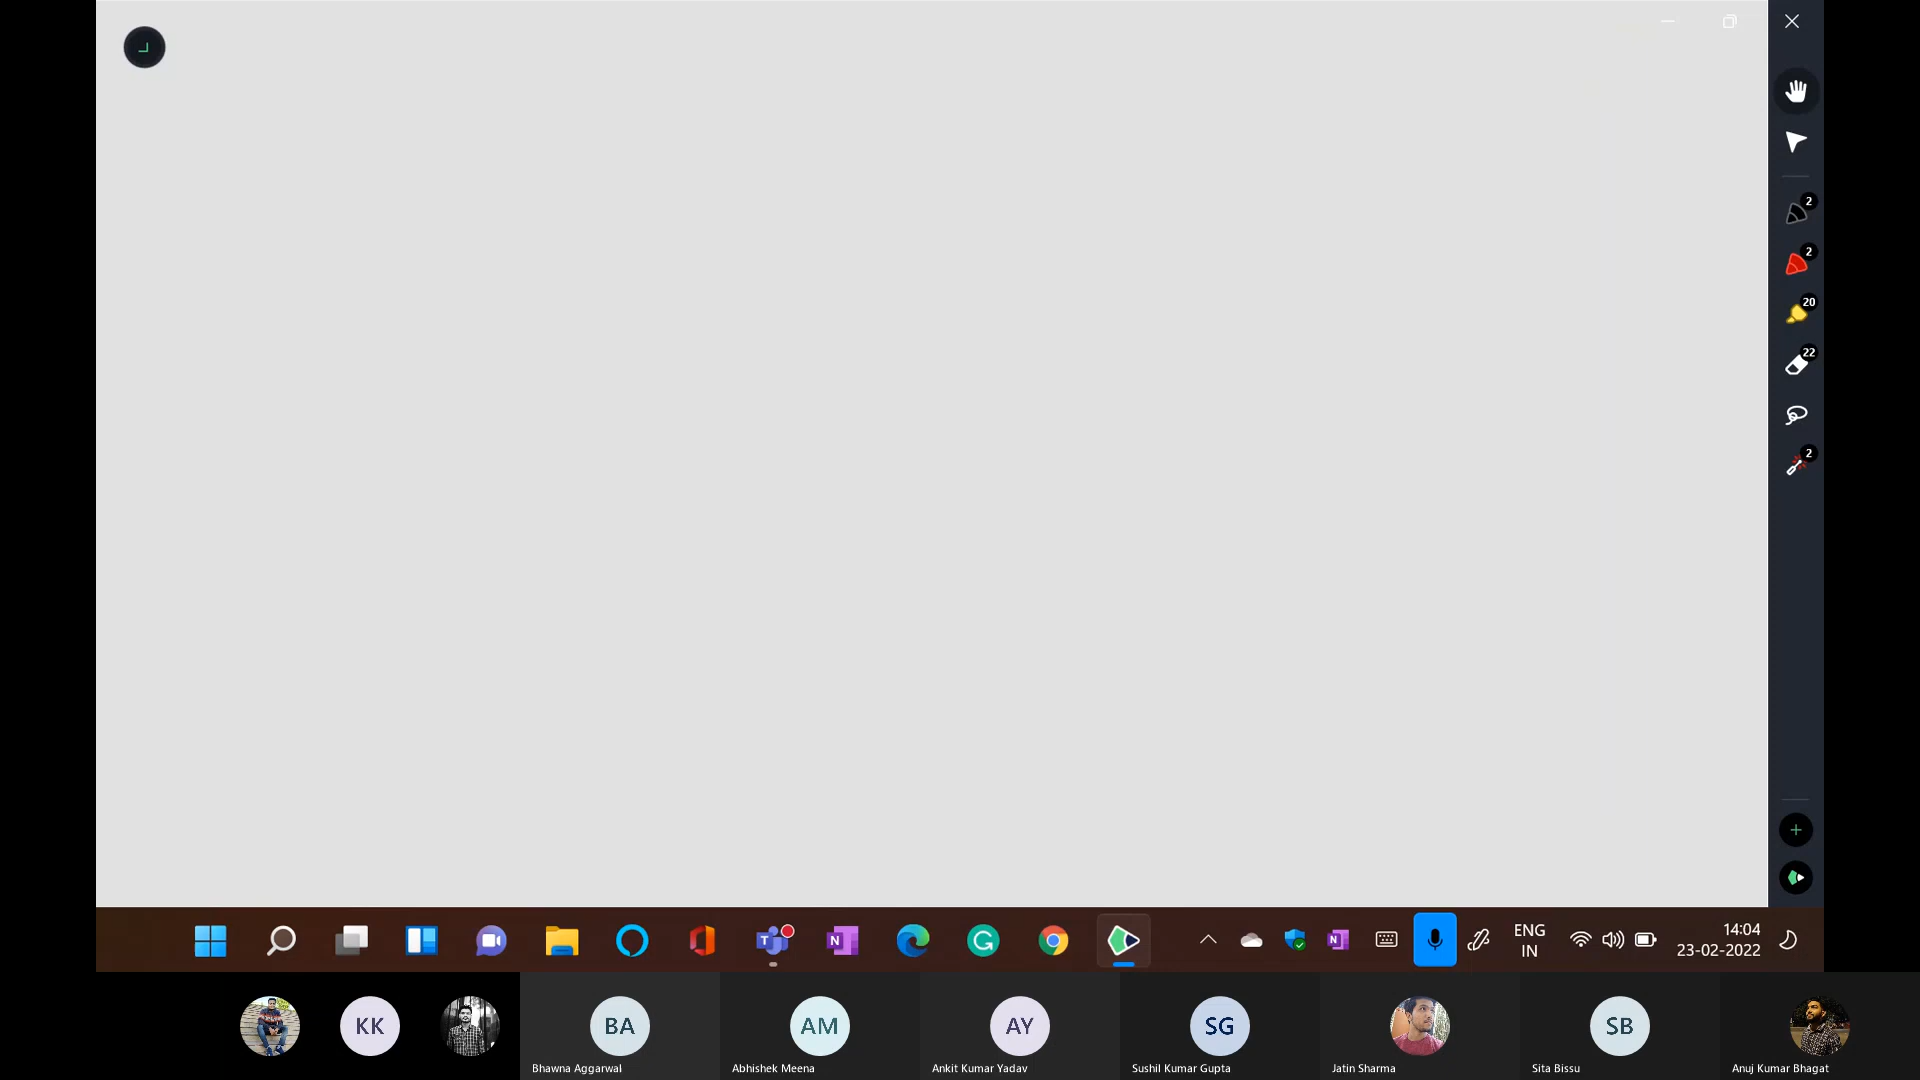 2
2
20
22
2
ENG
IN
14:04
23-02-2022
KK
BA
AM
AY
SG
SB
Bhawna Aggarwal
Abhishek Meena
Ankit Kumar Yadav
Sushil Kumar Gupta
Jatin Sharma
Sita Bissu
Anuj Kumar Bhagat